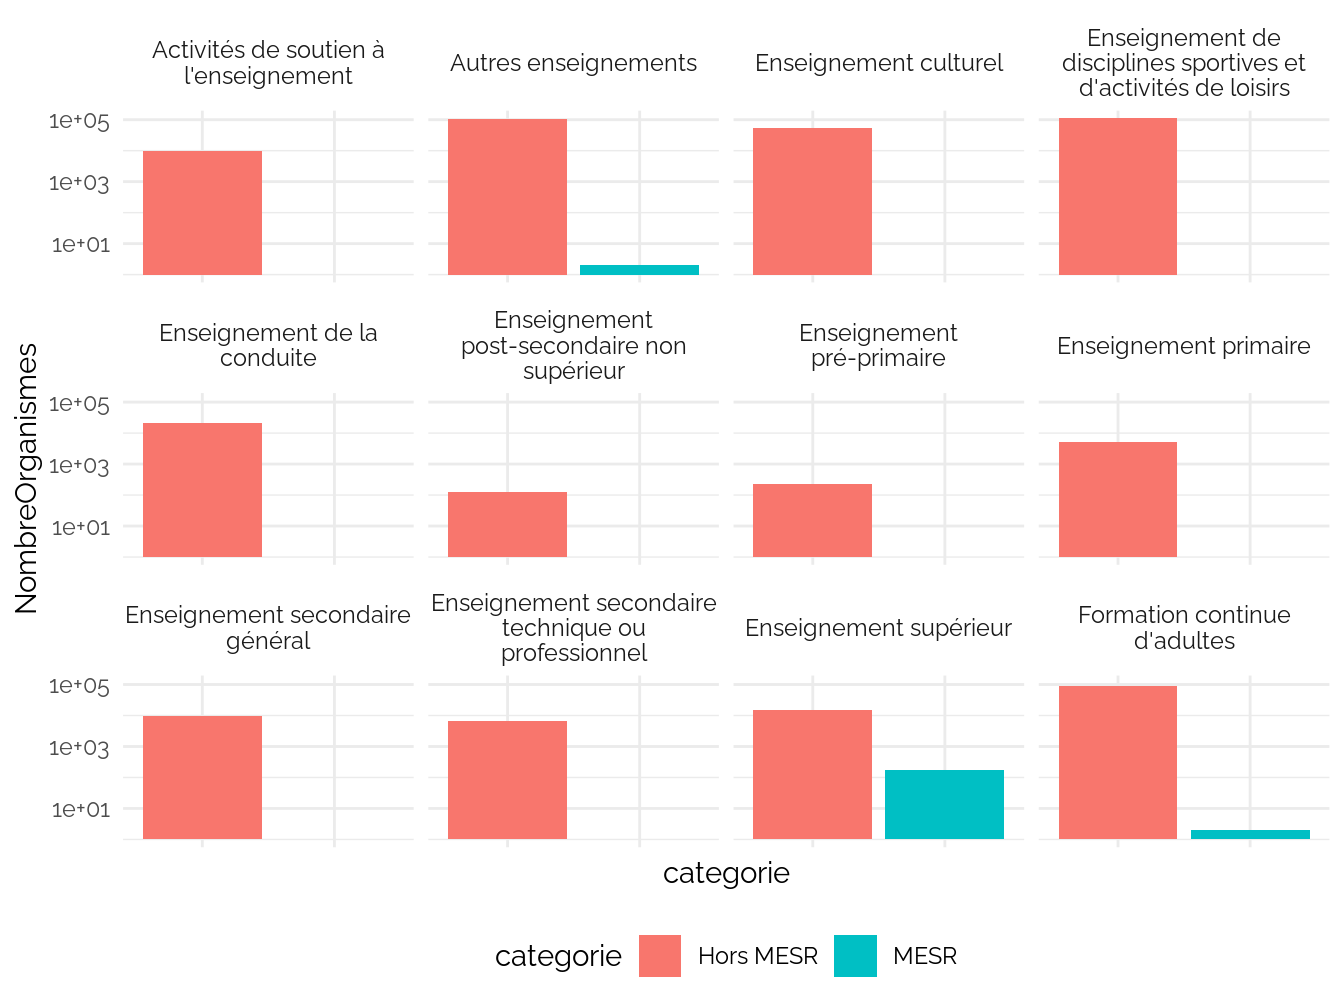 Activités de soutien à
l'enseignement
Autres enseignements
Enseignement culturel
Enseignement de
disciplines sportives et
d'activités de loisirs
1e+05
1e+03
1e+01
Enseignement de la
conduite
Enseignement
post-secondaire non
supérieur
Enseignement
pré-primaire
Enseignement primaire
1e+05
1e+03
1e+01
NombreOrganismes
Enseignement secondaire
général
Enseignement secondaire
technique ou
professionnel
Enseignement supérieur
Formation continue
d'adultes
1e+05
1e+03
1e+01
categorie
categorie
Hors MESR
MESR